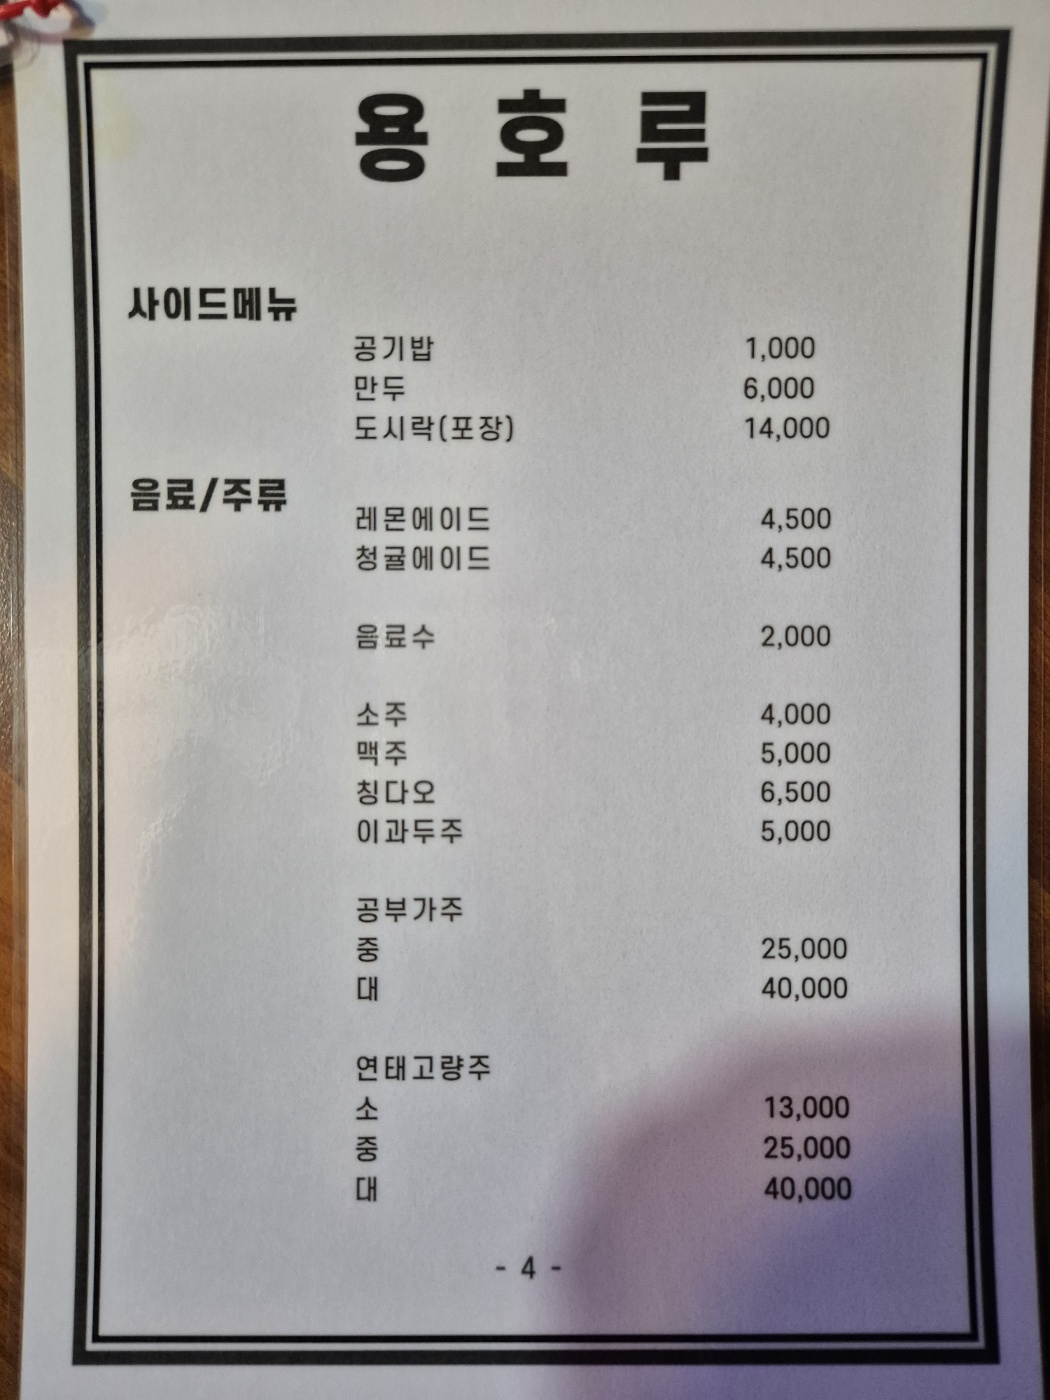 용호루
사이드메뉴
공기밥 1,000
만두 6,000
도시락(포장) 14,000
음료/주류
레몬에이드 4,500
청귤에이드 4,500
음료수 2,000
소주 4,000
맥주 5,000
칭다오 6,500
이과두주 5,000
공부가주
중 25,000
대 40,000
연태고량주
소 13,000
중 25,000
대 40,000
- 4 -